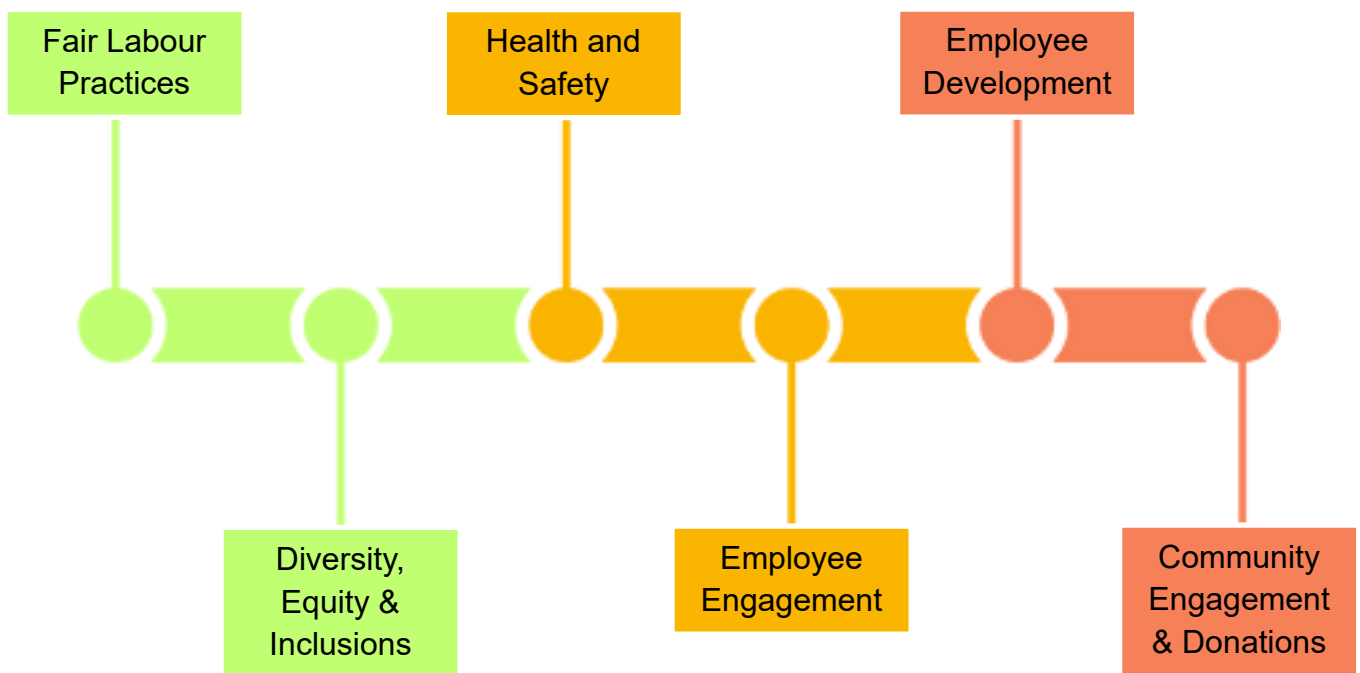 Fair Labour
Practices
Health and
Safety
Employee
Development
Diversity,
Equity &
Inclusions
Employee
Engagement
Community
Engagement
& Donations